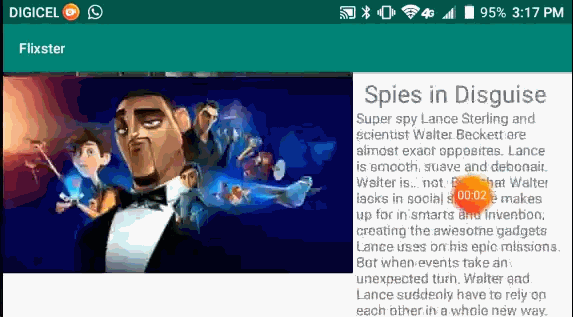 DIGICEL 4G 95% 3:17 PM
Flixster
Spies in Disguise
Super spy Lance Sterling and
scientist Walter Beckett are
almost exact opposites. Lance
is smooth, suave and debonair.
Walter is… not. But what Walter
lacks in social makes
00:02
up for in smarts and invention,
creating the awesome gadgets
Lance uses on his epic missions.
But when events take an
unexpected turn, Walter and
Lance suddenly have to rely on
each other in a whole new way.